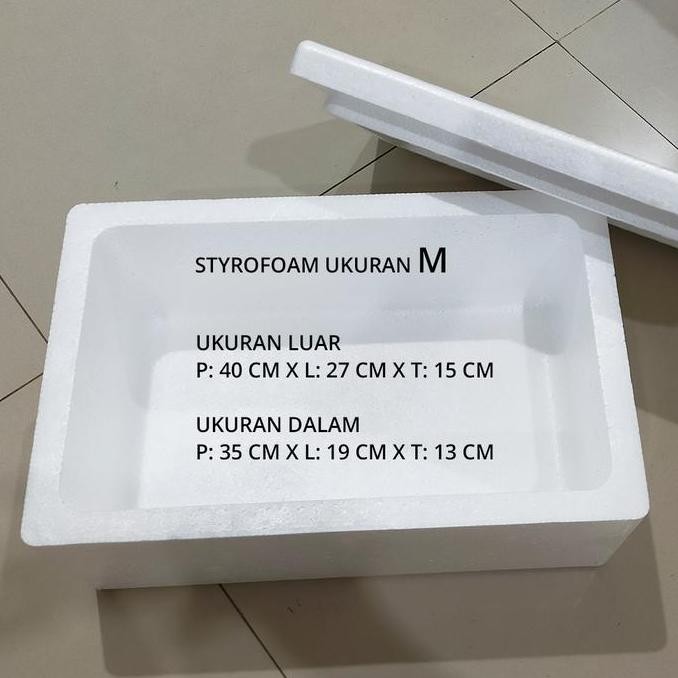 STYROFOAM UKURAN M
UKURAN LUAR
P: 40 CM X L: 27 CM X T: 15 CM
UKURAN DALAM
P: 35 CM X L: 19 CM X T: 13 CM